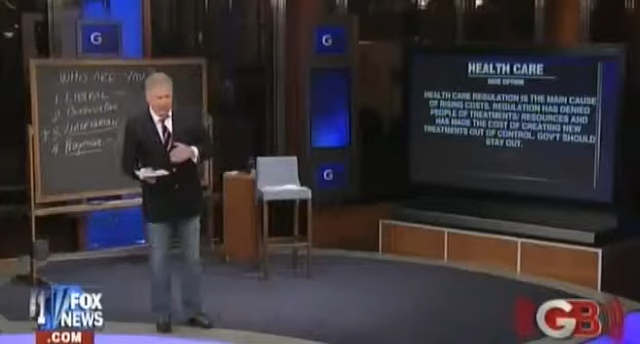 G
G
WHO ARE YOU
1 LIBERAL
2 Conservative
3 LIBERTARIAN
4
G
HEALTH CARE
HEALTH CARE REGULATION IS THE MAIN CAUSE
OF RISING COSTS. REGULATION HAS DENIED
PEOPLE OF TREATMENTS/ RESOURCES AND
HAS MADE THE COST OF CREATING NEW
TREATMENTS OUT OF CONTROL. GOV'T SHOULD
STAY OUT.
FOX
NEWS
.COM
GB